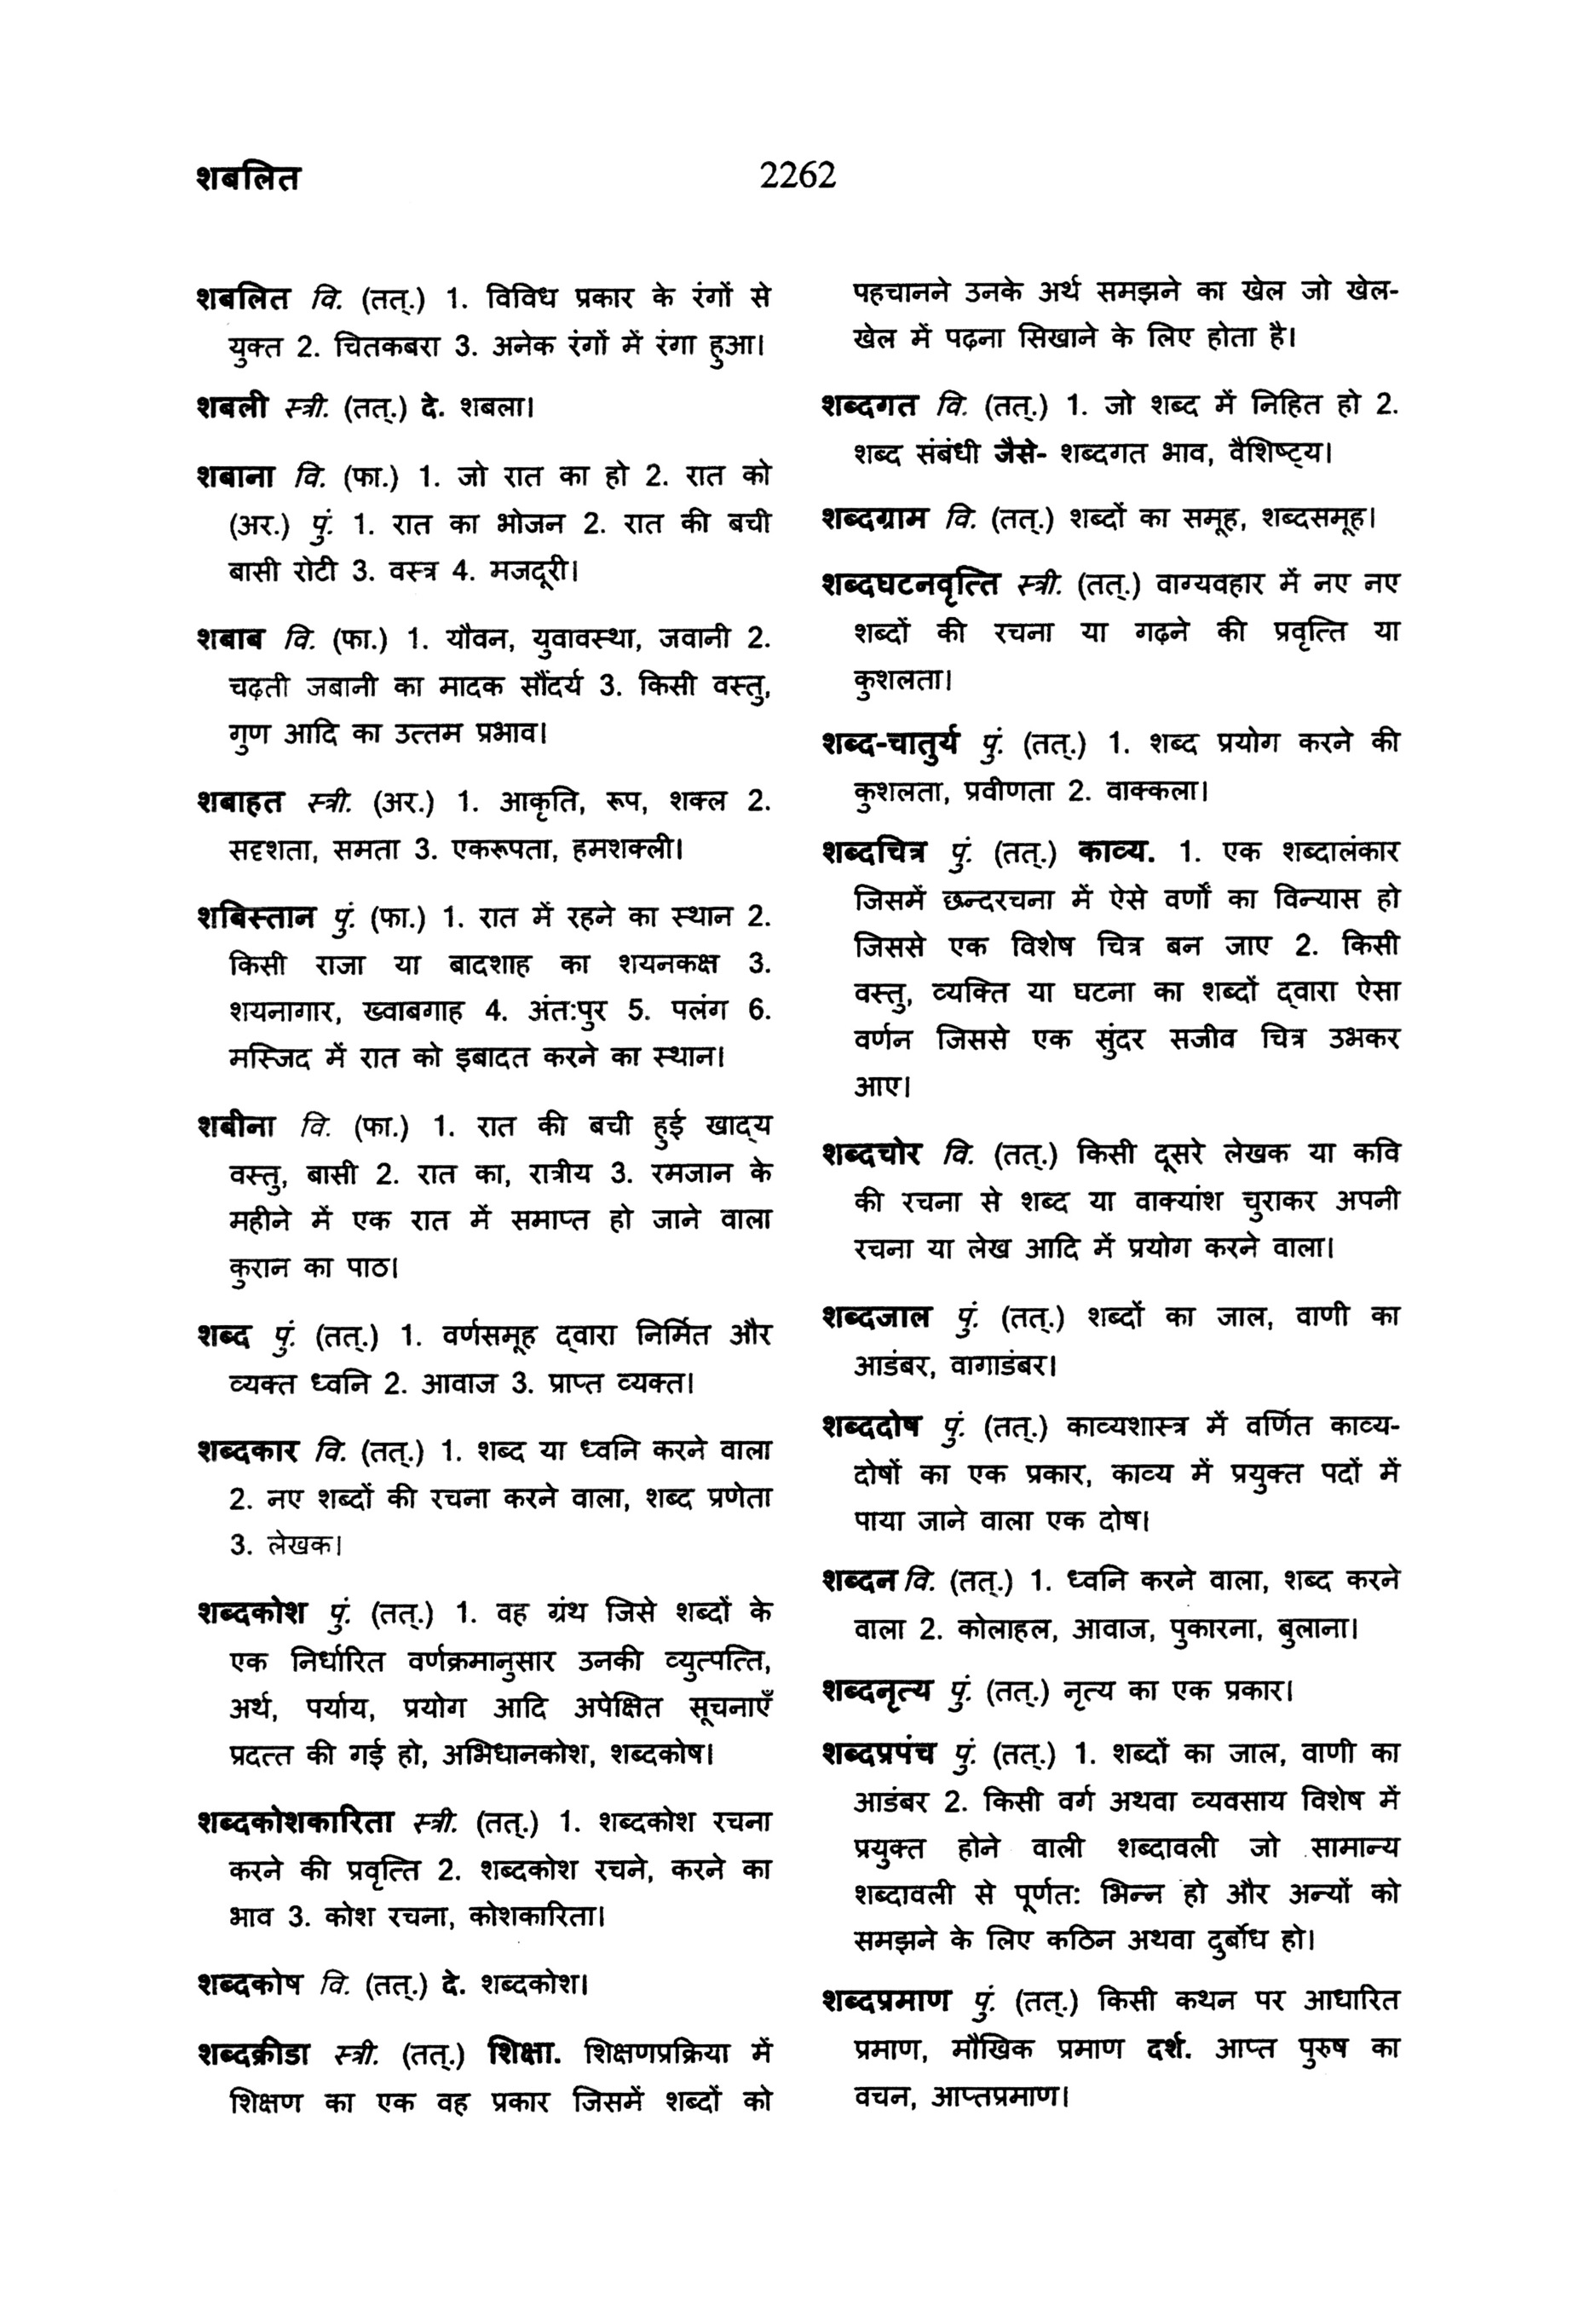 शबलित
2262
शबलित वि. (तत्.) 1. विविध प्रकार के रंगों से
युक्त 2. चितकबरा 3. अनेक रंगों में रंगा हुआ।
शबली स्त्री. (तत्.) दे. शबला।
शबाना वि. (फा.) 1. जो रात का हो 2. रात को
(अर.) पुं. 1. रात का भोजन 2. रात की बची
बासी रोटी 3. वस्त्र 4. मजदूरी।
शबाब वि. (फा.) 1. यौवन, युवावस्था, जवानी 2.
चढ़ती जबानी का मादक सौंदर्य 3. किसी वस्तु,
गुण आदि का उत्तम प्रभाव।
शबाहत स्त्री. (अर.) 1. आकृति, रूप, शक्ल 2.
सदृशता, समता 3. एकरूपता, हमशक्ली।
शबिस्तान पुं. (फा.) 1. रात में रहने का स्थान 2.
किसी राजा या बादशाह का शयनकक्ष 3.
शयनागार, ख्वाबगाह 4. अंत:पुर 5. पलंग 6.
मस्जिद में रात को इबादत करने का स्थान।
शबीना वि. (फा.) 1. रात की बची हुई खाद्य
वस्तु, बासी 2. रात का, रात्रीय 3. रमजान के
महीने में एक रात में समाप्त हो जाने वाला
कुरान का पाठ।
शब्द पुं. (तत्.) 1. वर्णसमूह द्वारा निर्मित और
व्यक्त ध्वनि 2. आवाज 3. प्राप्त व्यक्त।
शब्दकार वि. (तत्.) 1. शब्द या ध्वनि करने वाला
2. नए शब्दों की रचना करने वाला, शब्द प्रणेता
3. लेखक।
शब्दकोश पुं. (तत्.) 1. वह ग्रंथ जिसे शब्दों के
एक निर्धारित वर्णक्रमानुसार उनकी व्युत्पत्ति,
अर्थ, पर्याय, प्रयोग आदि अपेक्षित सूचनाएँ
प्रदत्त की गई हो, अभिधानकोश, शब्दकोष।
शब्दकोशकारिता स्त्री. (तत्.) 1. शब्दकोश रचना
करने की प्रवृत्ति 2. शब्दकोश रचने, करने का
भाव 3. कोश रचना, कोशकारिता।
शब्दकोष वि. (तत्.) दे. शब्दकोश।
शब्दक्रीडा स्त्री. (तत्.) शिक्षा. शिक्षणप्रक्रिया में
शिक्षण का एक वह प्रकार जिसमें शब्दों को
पहचानने उनके अर्थ समझने का खेल जो खेल-
खेल में पढ़ना सिखाने के लिए होता है।
शब्दगत वि. (तत्.) 1. जो शब्द में निहित हो 2.
शब्द संबंधी जैसे- शब्दगत भाव, वैशिष्ट्य।
शब्दग्राम वि. (तत्.) शब्दों का समूह, शब्दसमूह।
शब्दघटनवृत्ति स्त्री. (तत्.) वाग्यवहार में नए नए
शब्दों की रचना या गढ़ने की प्रवृत्ति या
कुशलता।
शब्द-चातुर्य पुं. (तत्.) 1. शब्द प्रयोग करने की
कुशलता, प्रवीणता 2. वाक्कला।
शब्दचित्र पुं. (तत्.) काव्य. 1. एक शब्दालंकार
जिसमें छन्दरचना में ऐसे वर्णों का विन्यास हो
जिससे एक विशेष चित्र बन जाए 2. किसी
वस्तु, व्यक्ति या घटना का शब्दों द्वारा ऐसा
वर्णन जिससे एक सुंदर सजीव चित्र उभकर
आए।
शब्दचोर वि. (तत्.) किसी दूसरे लेखक या कवि
की रचना से शब्द या वाक्यांश चुराकर अपनी
रचना या लेख आदि में प्रयोग करने वाला।
शब्दजाल पुं. (तत्.) शब्दों का जाल, वाणी का
आडंबर, वागाडंबर।
शब्ददोष पुं. (तत्.) काव्यशास्त्र में वर्णित काव्य-
दोषों का एक प्रकार, काव्य में प्रयुक्त पदों में
पाया जाने वाला एक दोष।
शब्दन वि. (तत्.) 1. ध्वनि करने वाला, शब्द करने
वाला 2. कोलाहल, आवाज, पुकारना, बुलाना।
शब्दनृत्य पुं. (तत्.) नृत्य का एक प्रकार।
शब्दप्रपंच पुं. (तत्.) 1. शब्दों का जाल, वाणी का
आडंबर 2. किसी वर्ग अथवा व्यवसाय विशेष में
प्रयुक्त होने वाली शब्दावली जो सामान्य
शब्दावली से पूर्णत: भिन्न हो और अन्यों को
समझने के लिए कठिन अथवा दुर्बोध हो।
शब्दप्रमाण पुं. (तत्.) किसी कथन पर आधारित
प्रमाण, मौखिक प्रमाण दर्श. आप्त पुरुष का
वचन, आप्तप्रमाण।